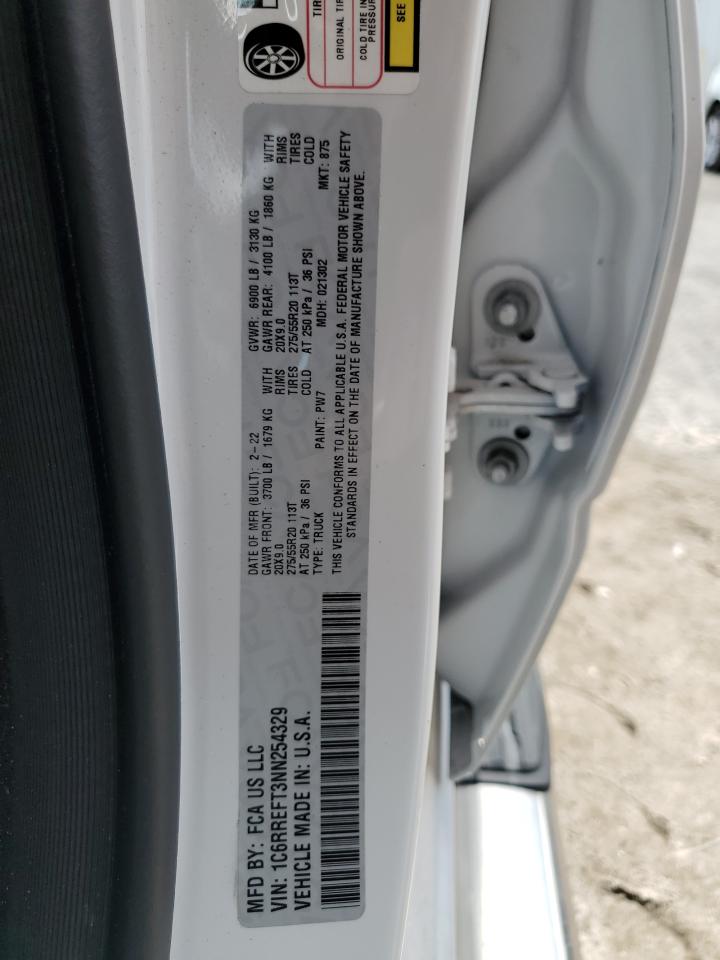 MFD BY: FCA US LLC
DATE OF MFR (BUILT): 2-22
GVWR: 6900 LB / 3130 KG
GAWR FRONT: 3700 LB / 1679 KG WITH
GAWR REAR: 4100 LB / 1860 KG WITH
20X9.0 RIMS
20X9.0 RIMS
275/55R20 113T TIRES
275/55R20 113T TIRES
AT 250 kPa / 36 PSI COLD
AT 250 kPa / 36 PSI COLD
VIN: 1C6RREFT3NN254329
TYPE: TRUCK PAINT: PW7 MDH: 021302 MKT: 875
VEHICLE MADE IN: U.S.A.
THIS VEHICLE CONFORMS TO ALL APPLICABLE U.S.A. FEDERAL MOTOR VEHICLE SAFETY
STANDARDS IN EFFECT ON THE DATE OF MANUFACTURE SHOWN ABOVE.
ORIGINAL
COLD TIRE
PRESSURE
SEE